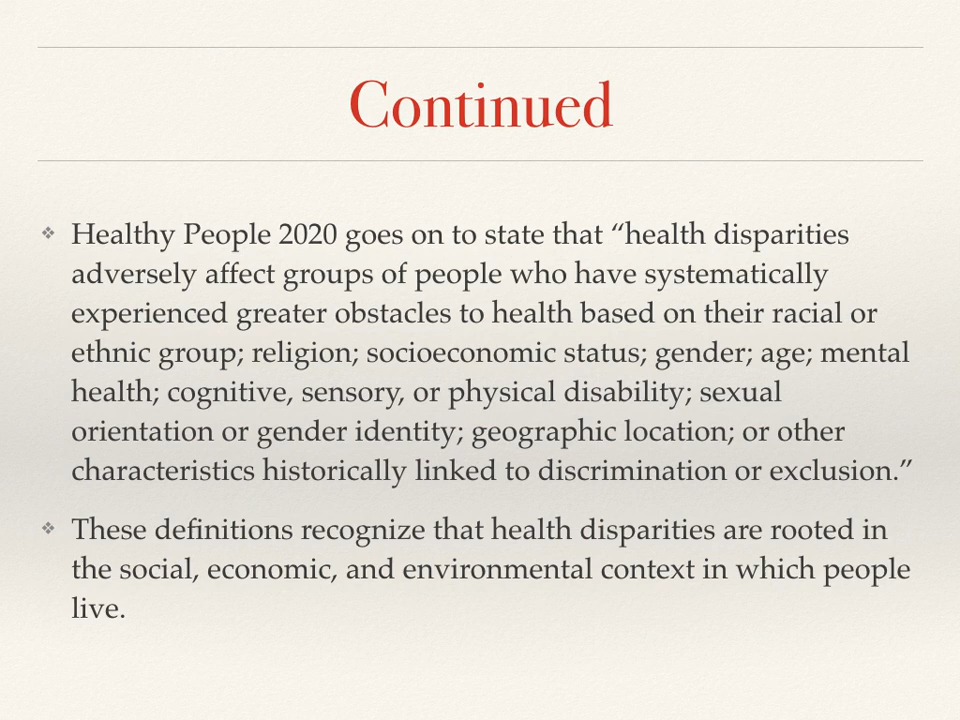 Continued
Healthy People 2020 goes on to state that “health disparities
adversely affect groups of people who have systematically
experienced greater obstacles to health based on their racial or
ethnic group; religion; socioeconomic status; gender; age; mental
health; cognitive, sensory, or physical disability; sexual
orientation or gender identity; geographic location; or other
characteristics historically linked to discrimination or exclusion.”
These definitions recognize that health disparities are rooted in
the social, economic, and environmental context in which people
live.